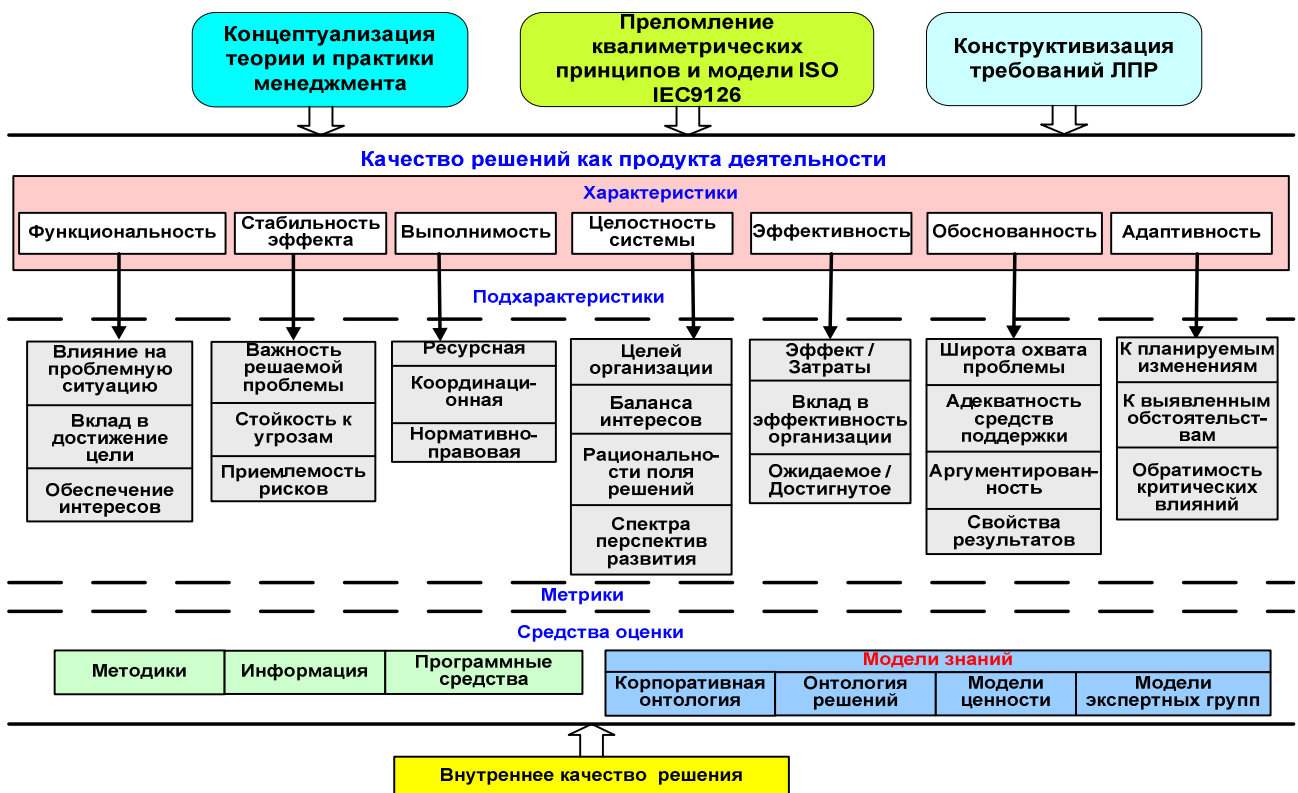 Концептуализация
теории и практики
менеджмента
Преломление
квалиметрических
принципов и модели ISO
IEC9126
Конструктивизация
требований ЛПР
Качество решений как продукта деятельности
Характеристики
Функциональность
Стабильность
эффекта
Выполнимость
Целостность
системы
Эффективность
Обоснованность
Адаптивность
Подхарактеристики
Влияние на
проблемную
ситуацию
Вклад в
достижение
цели
Обеспечение
интересов
Важность
решаемой
проблемы
Стойкость к
угрозам
Приемлемость
рисков
Ресурсная
Координаци-
онная
Нормативно-
правовая
Целей
организации
Баланса
интересов
Рационально-
сти поля
решений
Спектра
перспектив
развития
Эффект /
Затраты
Вклад в
эффективность
организации
Ожидаемое /
Достигнутое
Широта охвата
проблемы
Адекватность
средств
поддержки
Аргументирован-
ность
Свойства
результатов
К планируемым
изменениям
К выявленным
обстоятельст-
вам
Обратимость
критических
влияний
Метрики
Средства оценки
Методики
Информация
Программные
средства
Модели знаний
Корпоративная
онтология
Онтология
решений
Модели
ценности
Модели
экспертных групп
Внутреннее качество решения